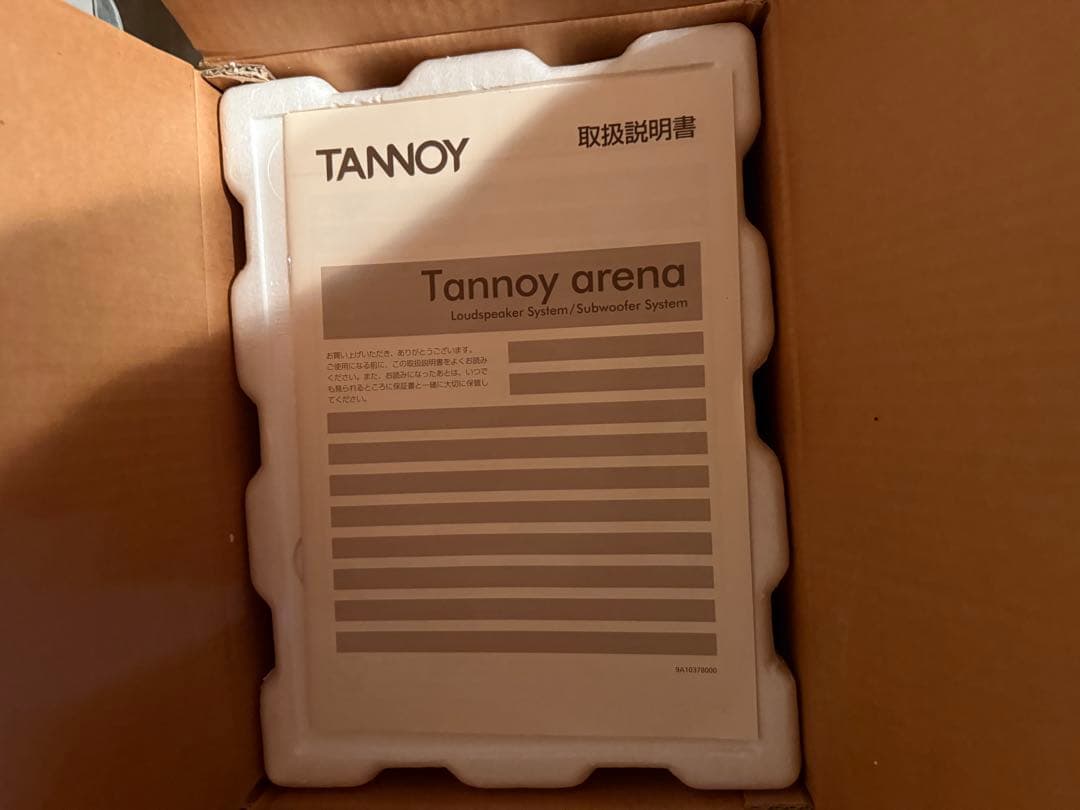 TANNOY
取扱説明書
Tannoy arena
Loudspeaker System/Subwoofer System
お買い上げいただき、ありがとうございます。
ご使用になる前に、この取扱説明書をよくお読み
ください。また、お読みになったあとは、いつで
も見られるところに保証書と一緒に大切に保管し
てください。
9A10378000